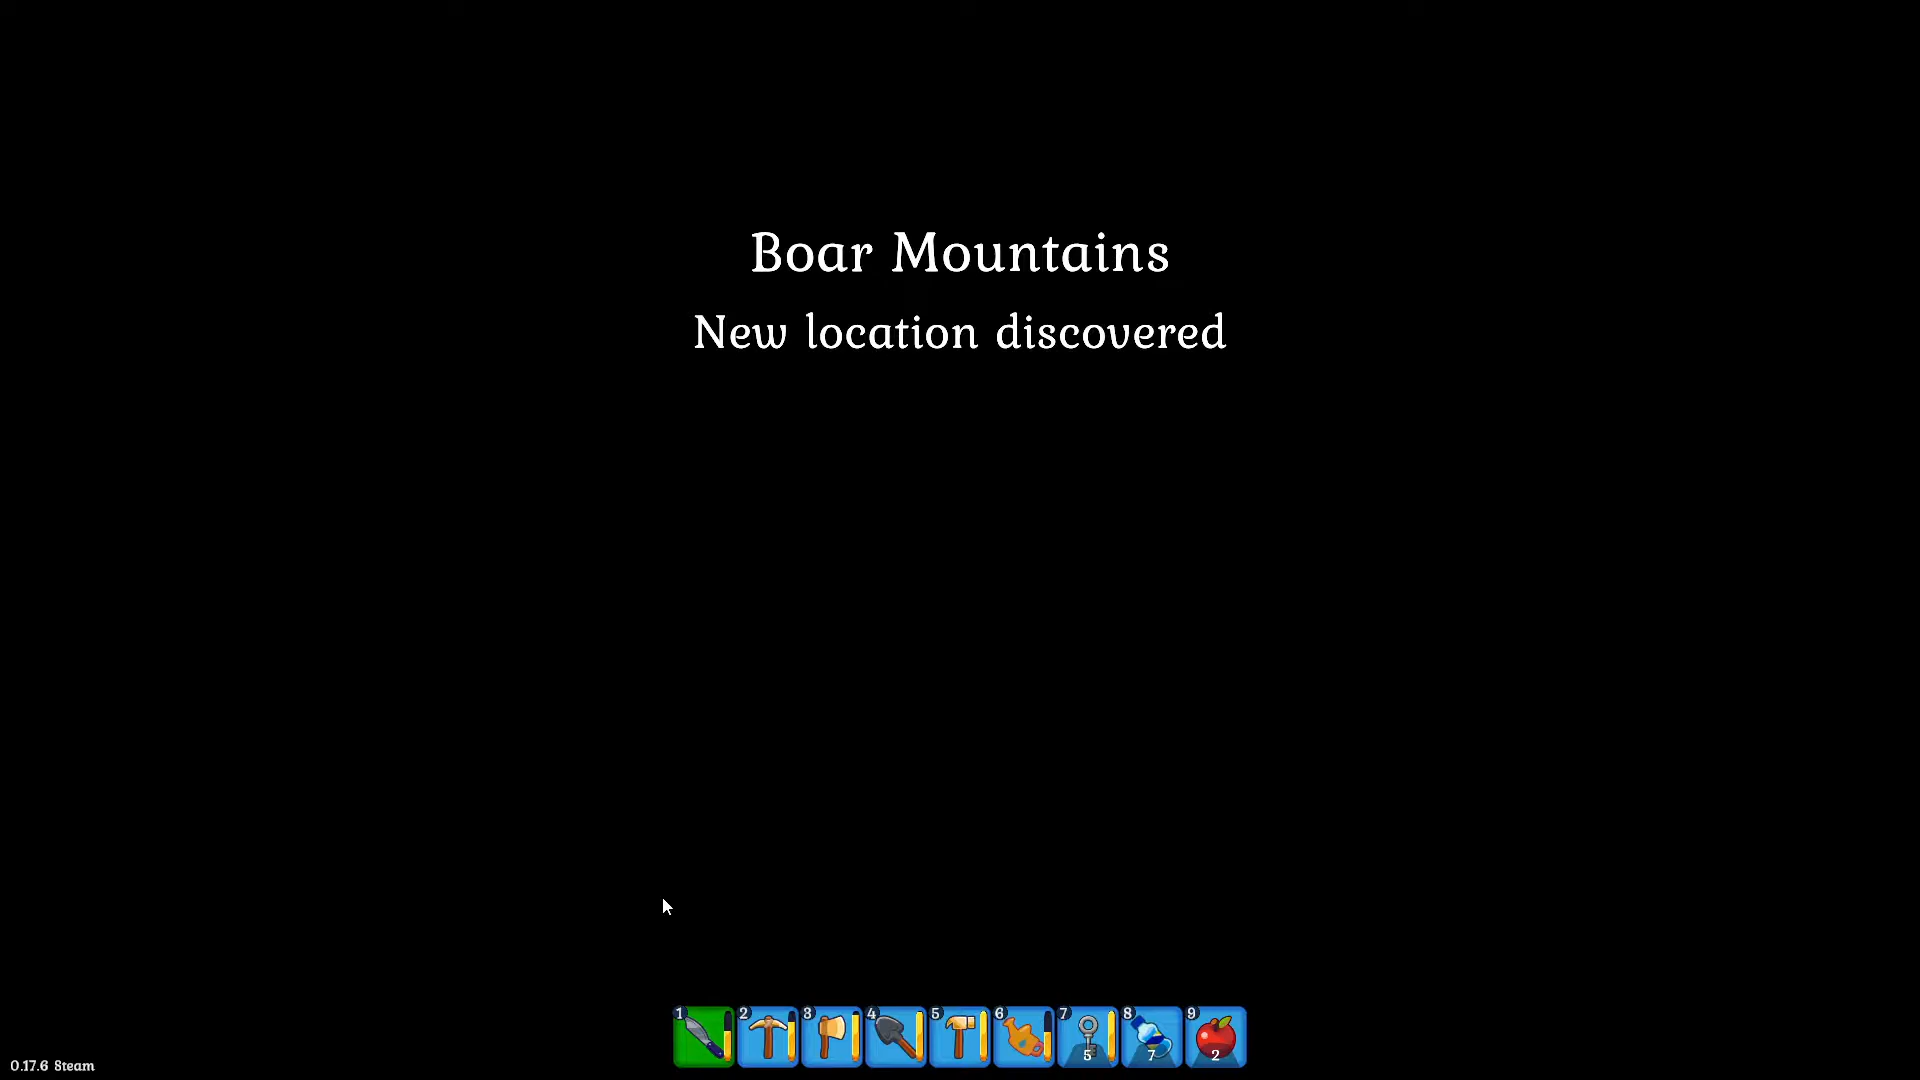 Boar Mountains
New location discovered
1 2 3 4 5 6 7 8 9
5 7 2
0.17.6 Steam